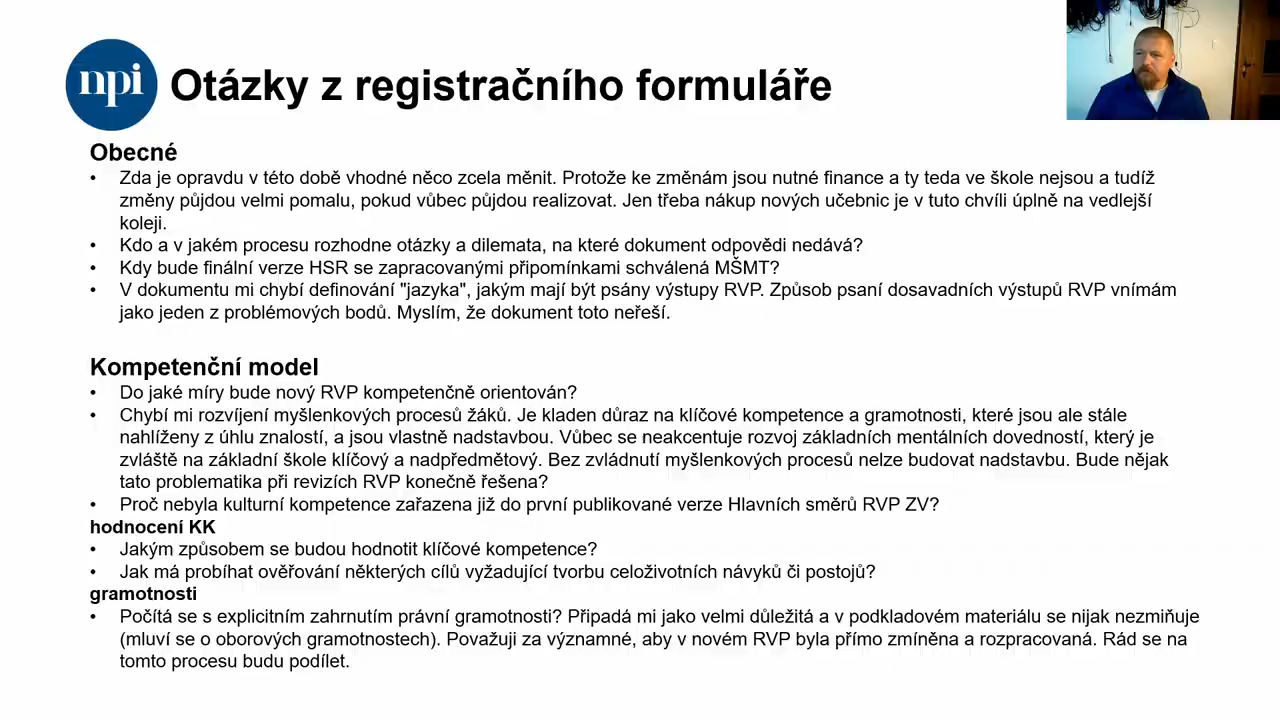 npi
Otázky z registračního formuláře
Obecné
• Zda je opravdu v této době vhodné něco zcela měnit. Protože ke změnám jsou nutné finance a ty teda ve škole nejsou a tudíž
změny půjdou velmi pomalu, pokud vůbec půjdou realizovat. Jen třeba nákup nových učebnic je v tuto chvíli úplně na vedlejší
koleji.
• Kdo a v jakém procesu rozhodne otázky a dilemata, na které dokument odpovědi nedává?
• Kdy bude finální verze HSR se zapracovanými připomínkami schválená MŠMT?
• V dokumentu mi chybí definování "jazyka", jakým mají být psány výstupy RVP. Způsob psaní dosavadních výstupů RVP vnímám
jako jeden z problémových bodů. Myslím, že dokument toto neřeší.
Kompetenční model
• Do jaké míry bude nový RVP kompetenčně orientován?
• Chybí mi rozvíjení myšlenkových procesů žáků. Je kladen důraz na klíčové kompetence a gramotnosti, které jsou ale stále
nahlíženy z úhlu znalostí, a jsou vlastně nadstavbou. Vůbec se neakcentuje rozvoj základních mentálních dovedností, který je
zvláště na základní škole klíčový a nadpředmětový. Bez zvládnutí myšlenkových procesů nelze budovat nadstavbu. Bude nějak
tato problematika při revizích RVP konečně řešena?
• Proč nebyla kulturní kompetence zařazena již do první publikované verze Hlavních směrů RVP ZV?
hodnocení KK
• Jakým způsobem se budou hodnotit klíčové kompetence?
• Jak má probíhat ověřování některých cílů vyžadující tvorbu celoživotních návyků či postojů?
gramotnosti
• Počítá se s explicitním zahrnutím právní gramotnosti? Připadá mi jako velmi důležitá a v podkladovém materiálu se nijak nezmiňuje
(mluví se o oborových gramotnostech). Považuji za významné, aby v novém RVP byla přímo zmíněna a rozpracovaná. Rád se na
tomto procesu budu podílet.